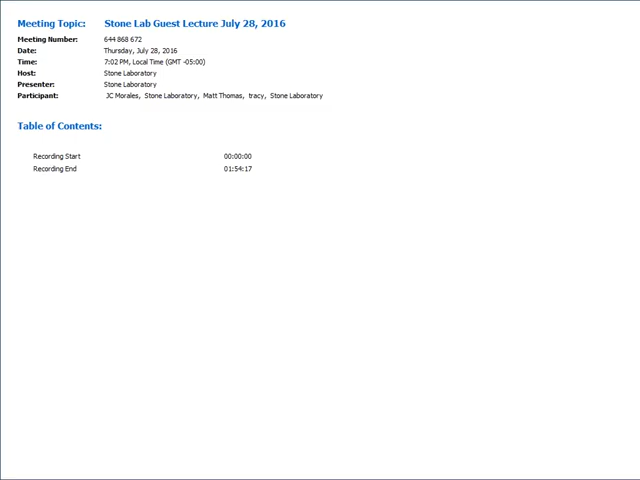 Meeting Topic: Stone Lab Guest Lecture July 28, 2016
Meeting Number: 644 868 672
Date: Thursday, July 28, 2016
Time: 7:02 PM, Local Time (GMT -05:00)
Host: Stone Laboratory
Presenter: Stone Laboratory
Participant: JC Morales, Stone Laboratory, Matt Thomas, tracy, Stone Laboratory
Table of Contents:
Recording Start 00:00:00
Recording End 01:54:17